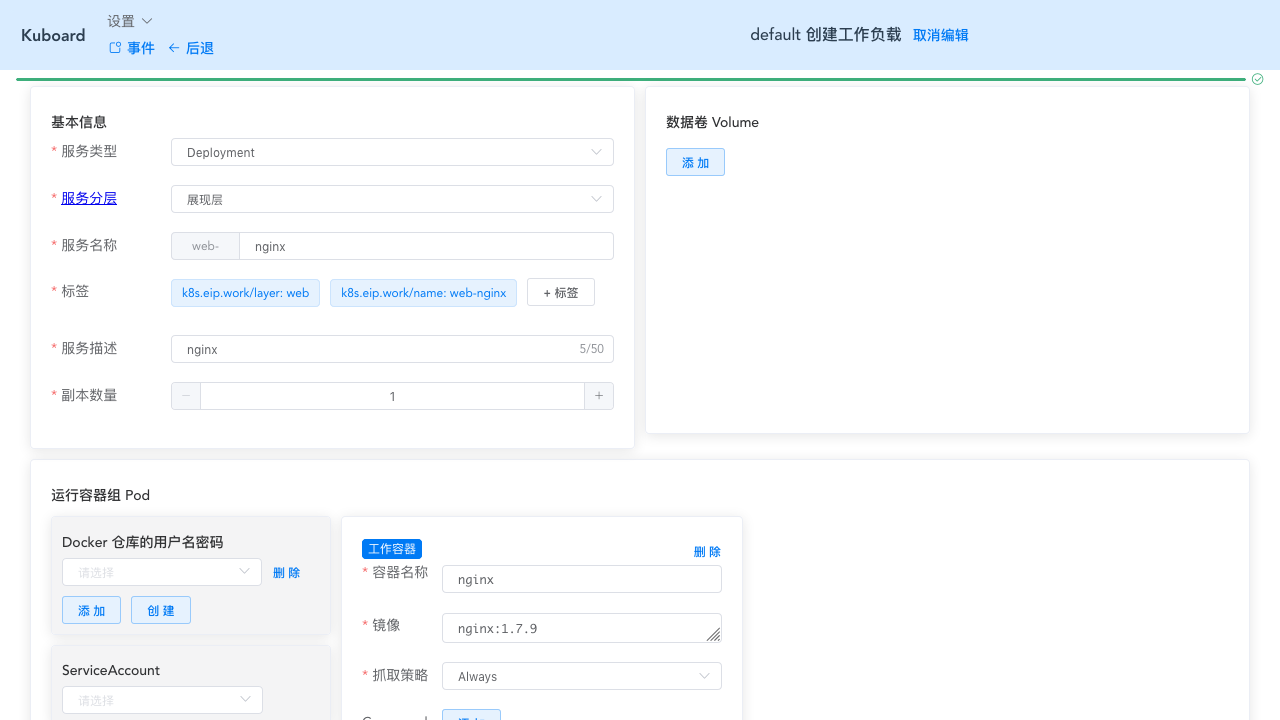 Kuboard
设置
事件 后退
default 创建工作负载 取消编辑
基本信息
* 服务类型 Deployment
* 服务分层 展现层
* 服务名称 web- nginx
* 标签 k8s.eip.work/layer: web k8s.eip.work/name: web-nginx + 标签
* 服务描述 nginx 5/50
* 副本数量 − 1 +
数据卷 Volume
添 加
运行容器组 Pod
Docker 仓库的用户名密码
请选择 删 除
添 加 创 建
ServiceAccount
请选择
工作容器 删 除
* 容器名称 nginx
* 镜像 nginx:1.7.9
* 抓取策略 Always